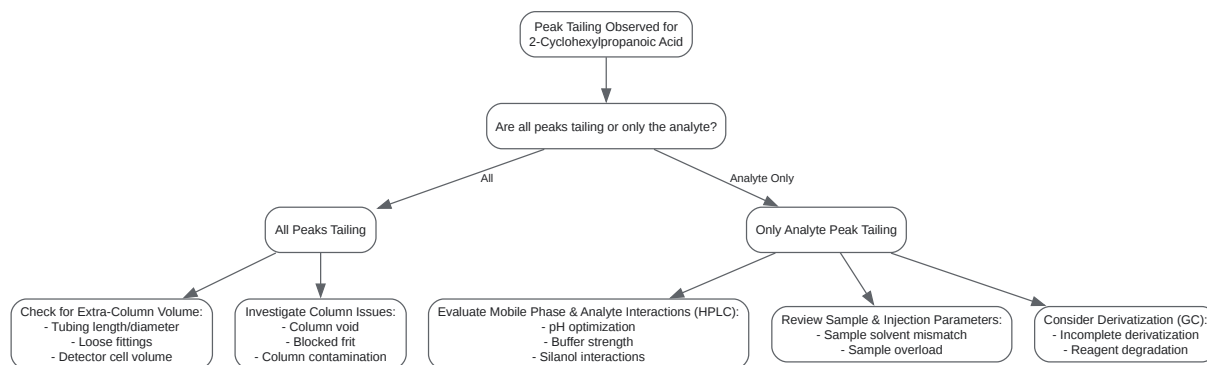 Peak Tailing Observed for
2-Cyclohexylpropanoic Acid
Are all peaks tailing or only the analyte?
All
Analyte Only
All Peaks Tailing
Only Analyte Peak Tailing
Check for Extra-Column Volume:
- Tubing length/diameter
- Loose fittings
- Detector cell volume
Investigate Column Issues:
- Column void
- Blocked frit
- Column contamination
Evaluate Mobile Phase & Analyte Interactions (HPLC):
- pH optimization
- Buffer strength
- Silanol interactions
Review Sample & Injection Parameters:
- Sample solvent mismatch
- Sample overload
Consider Derivatization (GC):
- Incomplete derivatization
- Reagent degradation